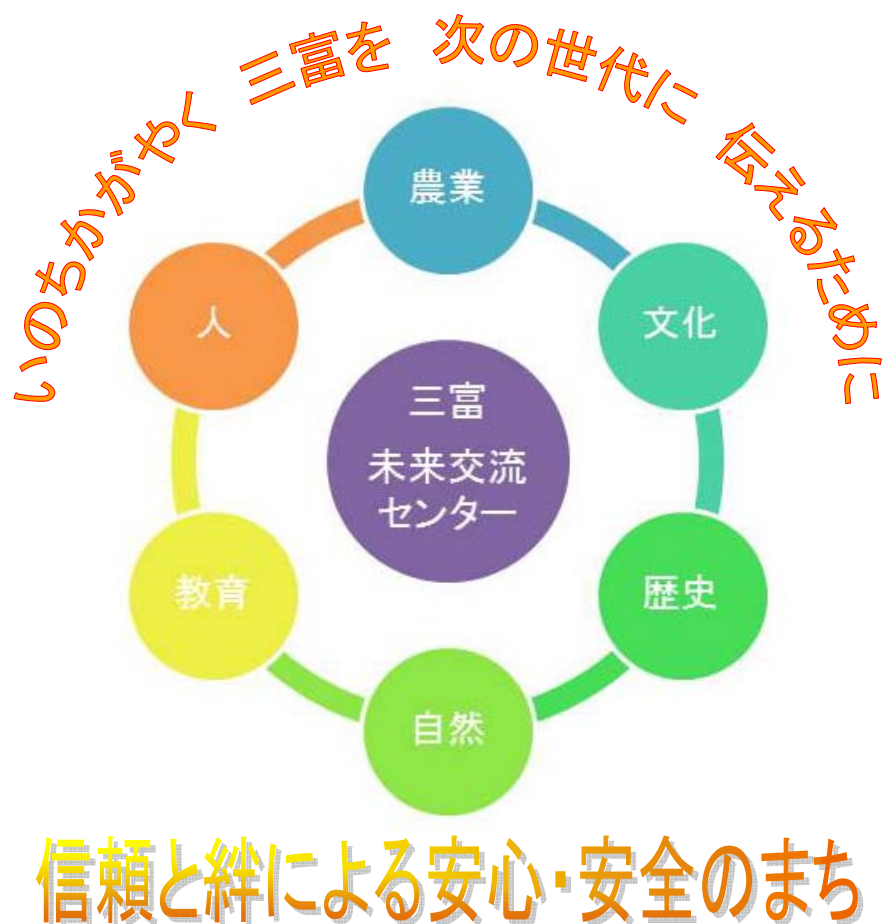 いのちかがやく 三富を 次の世代に 伝えるために
農業
人
文化
三富
未来交流
センター
教育
歴史
自然
信頼と絆による安心・安全のまち